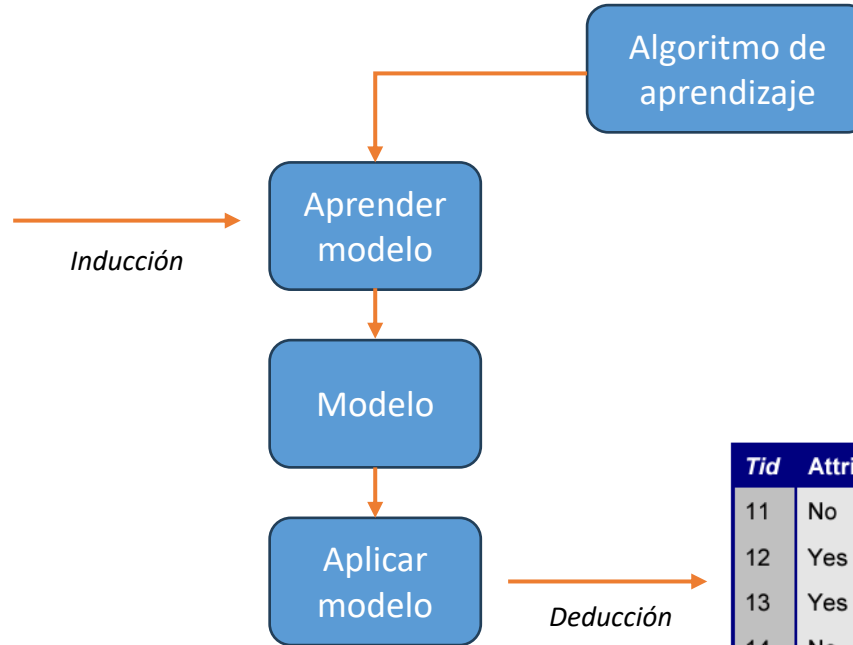 Algoritmo de
aprendizaje
Aprender
modelo
Inducción
Modelo
Tid
11 No
12 Yes
13 Yes
Aplicar
modelo
Deducción